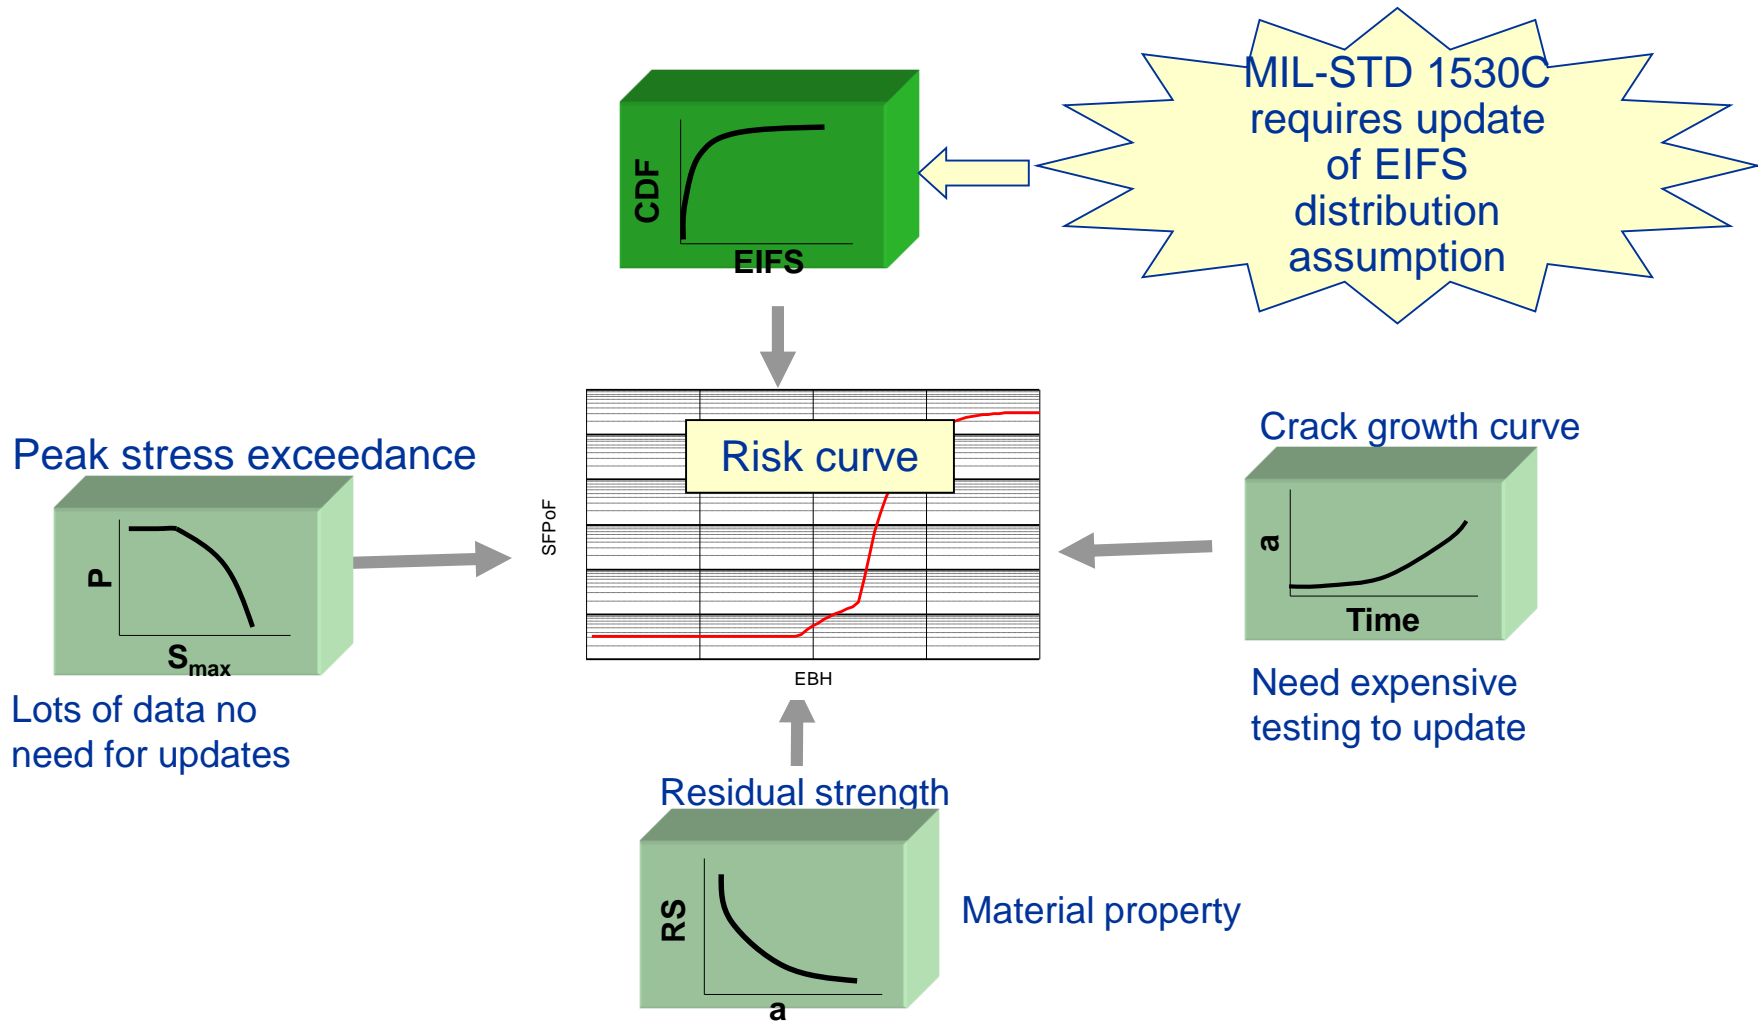 MIL-STD 1530C
requires update
of EIFS
distribution
assumption
CDF
EIFS
Peak stress exceedance
P
Smax
Lots of data no
need for updates
Risk curve
SFPoF
EBH
Crack growth curve
a
Time
Need expensive
testing to update
Residual strength
RS
a
Material property